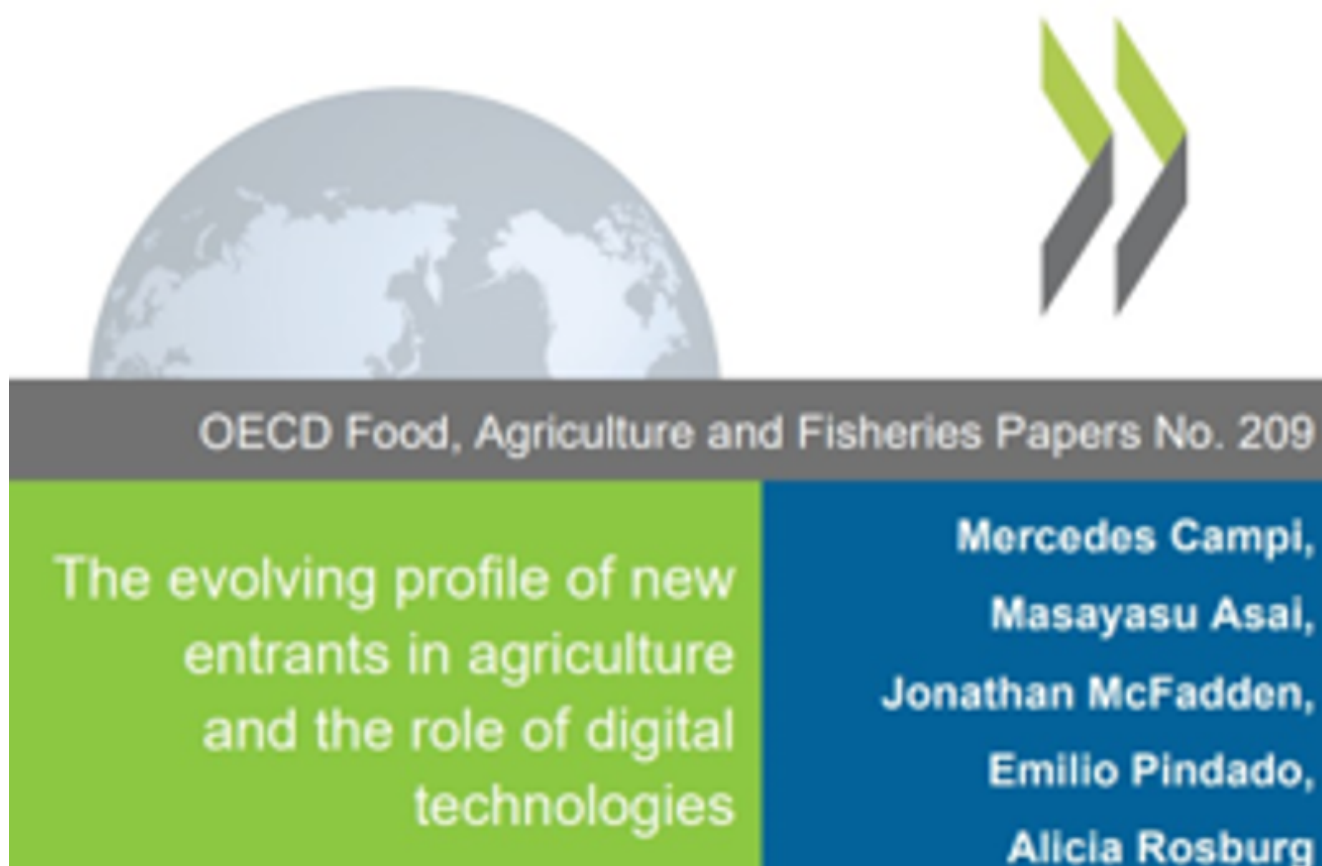 OECD Food, Agriculture and Fisheries Papers No. 209
The evolving profile of new
entrants in agriculture
and the role of digital
technologies
Mercedes Campi,
Masayasu Asai,
Jonathan McFadden,
Emilio Pindado,
Alicia Rosburg